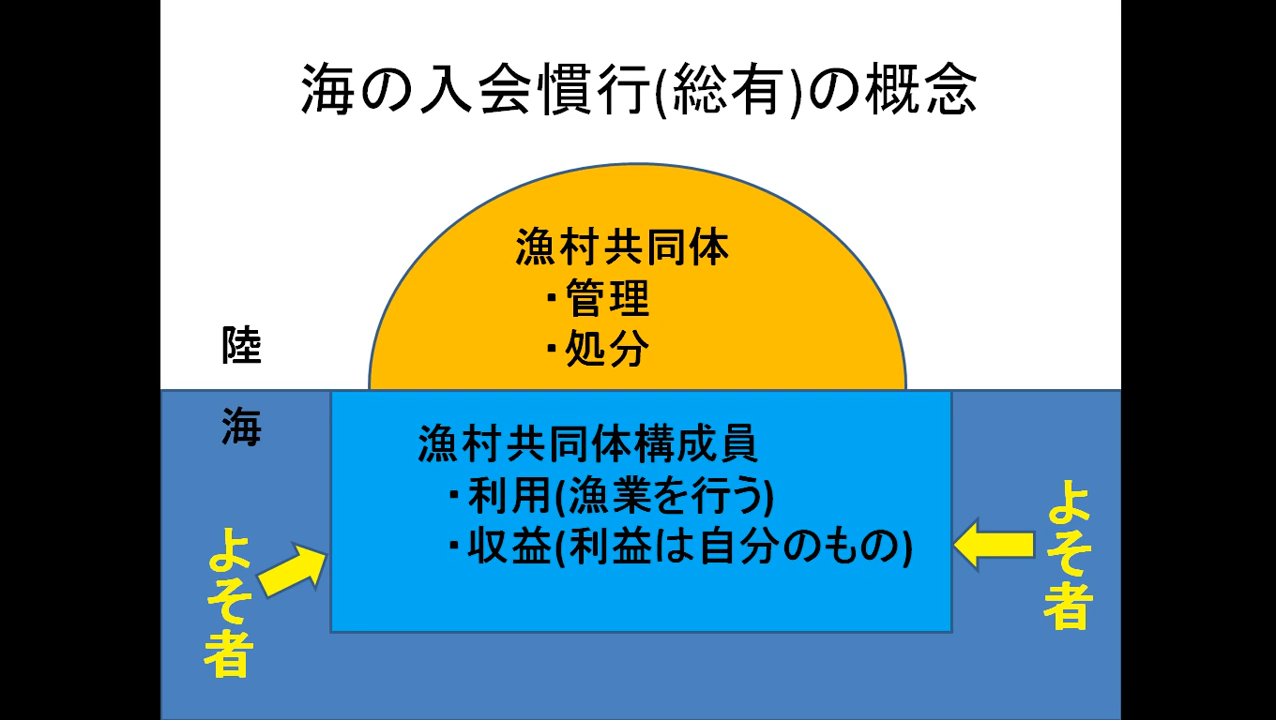 海の入会慣行(総有)の概念
漁村共同体
・管理
・処分
陸
海
漁村共同体構成員
・利用(漁業を行う)
・収益(利益は自分のもの)
よそ者
よそ者